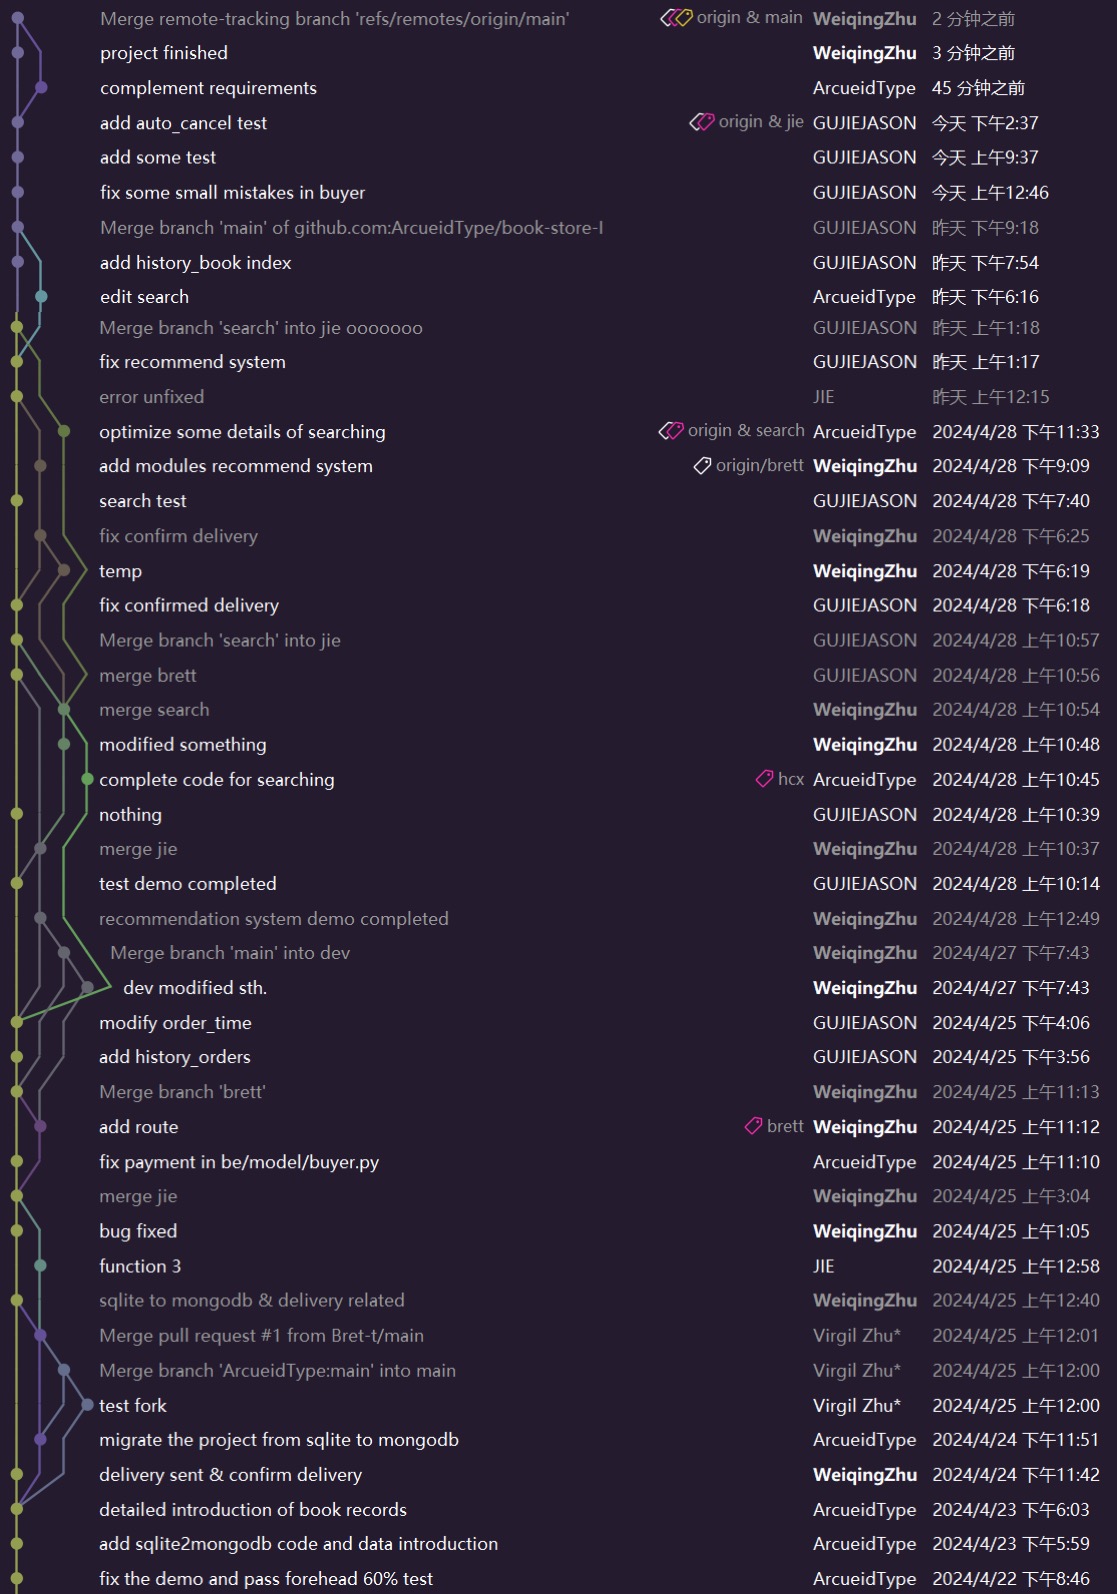 Merge remote-tracking branch 'refs/remotes/origin/main' origin & main WeiqingZhu 2 分钟之前
project finished WeiqingZhu 3 分钟之前
complement requirements ArcueidType 45 分钟之前
add auto_cancel test origin & jie GUJIEJASON 今天 下午2:37
add some test GUJIEJASON 今天 上午9:37
fix some small mistakes in buyer GUJIEJASON 今天 上午12:46
Merge branch 'main' of github.com:ArcueidType/book-store-I GUJIEJASON 昨天 下午9:18
add history_book index GUJIEJASON 昨天 下午7:54
edit search ArcueidType 昨天 下午6:16
Merge branch 'search' into jie ooooooo GUJIEJASON 昨天 上午1:18
fix recommend system GUJIEJASON 昨天 上午1:17
error unfixed JIE 昨天 上午12:15
optimize some details of searching origin & search ArcueidType 2024/4/28 下午11:33
add modules recommend system origin/brett WeiqingZhu 2024/4/28 下午9:09
search test GUJIEJASON 2024/4/28 下午7:40
fix confirm delivery WeiqingZhu 2024/4/28 下午6:25
temp WeiqingZhu 2024/4/28 下午6:19
fix confirmed delivery GUJIEJASON 2024/4/28 下午6:18
Merge branch 'search' into jie GUJIEJASON 2024/4/28 上午10:57
merge brett GUJIEJASON 2024/4/28 上午10:56
merge search WeiqingZhu 2024/4/28 上午10:54
modified something WeiqingZhu 2024/4/28 上午10:48
complete code for searching hcx ArcueidType 2024/4/28 上午10:45
nothing GUJIEJASON 2024/4/28 上午10:39
merge jie WeiqingZhu 2024/4/28 上午10:37
test demo completed GUJIEJASON 2024/4/28 上午10:14
recommendation system demo completed WeiqingZhu 2024/4/28 上午12:49
Merge branch 'main' into dev WeiqingZhu 2024/4/27 下午7:43
dev modified sth. WeiqingZhu 2024/4/27 下午7:43
modify order_time GUJIEJASON 2024/4/25 下午4:06
add history_orders GUJIEJASON 2024/4/25 下午3:56
Merge branch 'brett' WeiqingZhu 2024/4/25 上午11:13
add route brett WeiqingZhu 2024/4/25 上午11:12
fix payment in be/model/buyer.py ArcueidType 2024/4/25 上午11:10
merge jie WeiqingZhu 2024/4/25 上午3:04
bug fixed WeiqingZhu 2024/4/25 上午1:05
function 3 JIE 2024/4/25 上午12:58
sqlite to mongodb & delivery related WeiqingZhu 2024/4/25 上午12:40
Merge pull request #1 from Bret-t/main Virgil Zhu* 2024/4/25 上午12:01
Merge branch 'ArcueidType:main' into main Virgil Zhu* 2024/4/25 上午12:00
test fork Virgil Zhu* 2024/4/25 上午12:00
migrate the project from sqlite to mongodb ArcueidType 2024/4/24 下午11:51
delivery sent & confirm delivery WeiqingZhu 2024/4/24 下午11:42
detailed introduction of book records ArcueidType 2024/4/23 下午6:03
add sqlite2mongodb code and data introduction ArcueidType 2024/4/23 下午5:59
fix the demo and pass forehead 60% test ArcueidType 2024/4/22 下午8:46